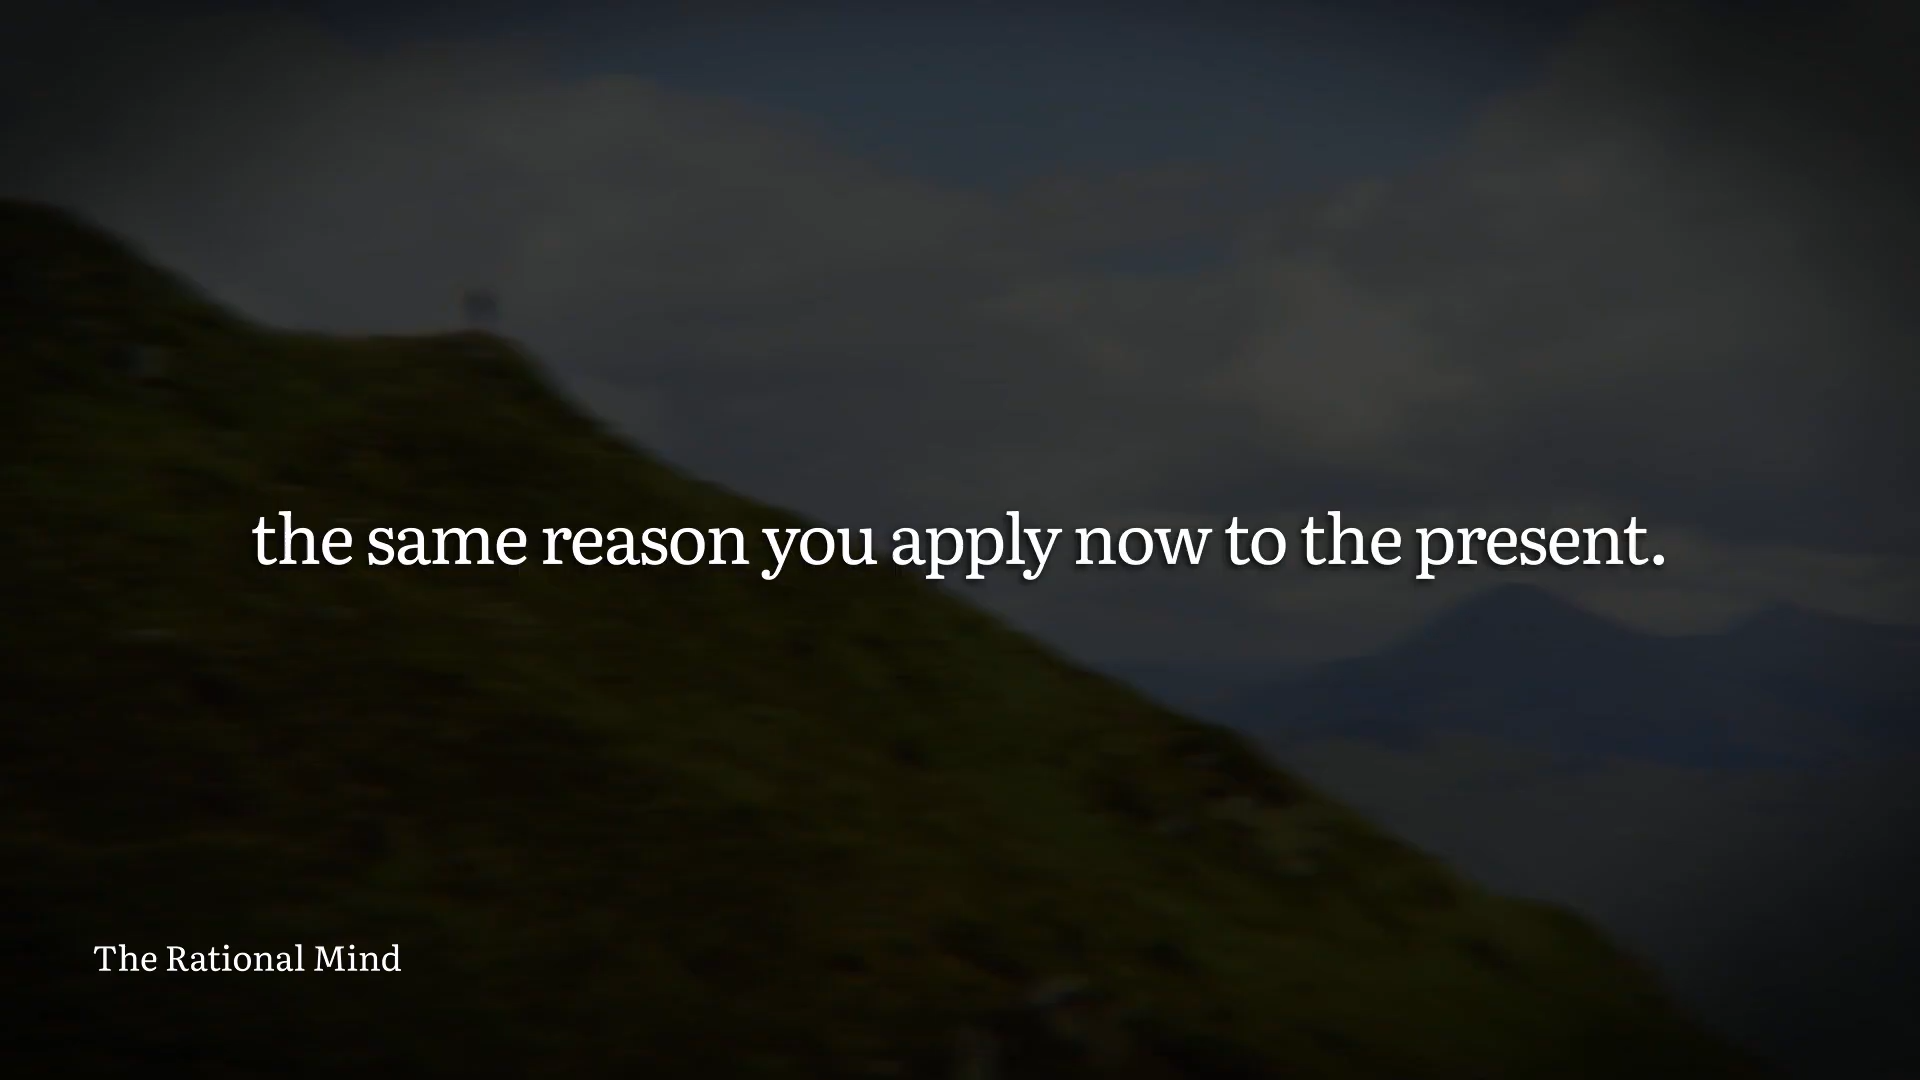 the same reason you apply now to the present.
The Rational Mind